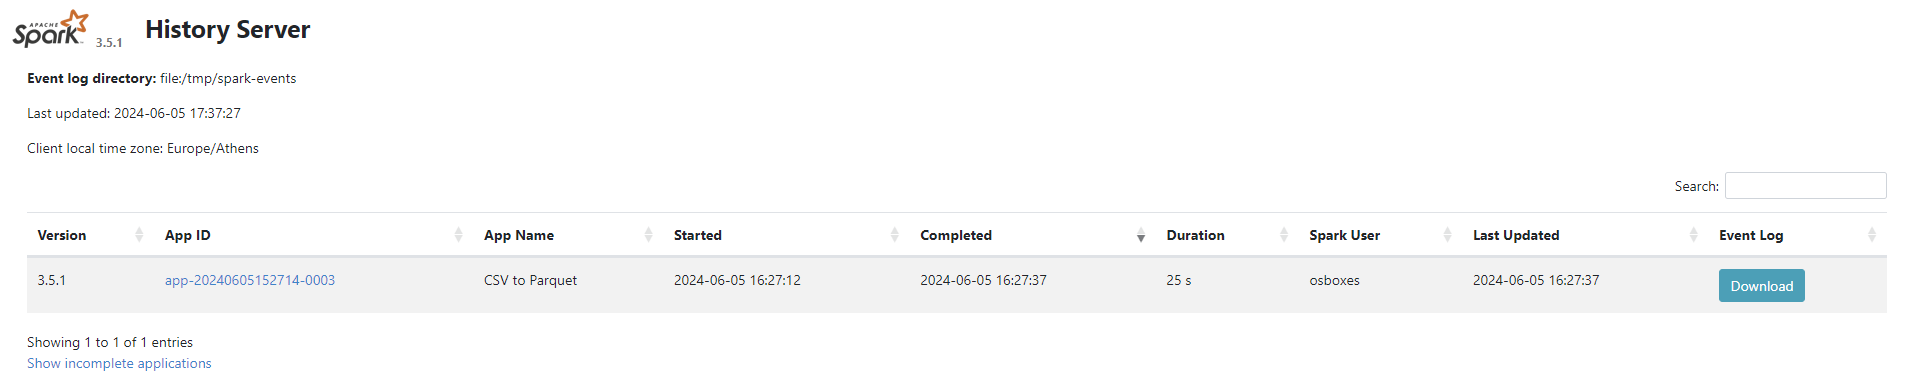 APACHE
Spark 3.5.1 History Server
Event log directory: file:/tmp/spark-events
Last updated: 2024-06-05 17:37:27
Client local time zone: Europe/Athens
Search:
Version App ID App Name Started Completed Duration Spark User Last Updated Event Log
3.5.1 app-20240605152714-0003 CSV to Parquet 2024-06-05 16:27:12 2024-06-05 16:27:37 25 s osboxes 2024-06-05 16:27:37 Download
Showing 1 to 1 of 1 entries
Show incomplete applications